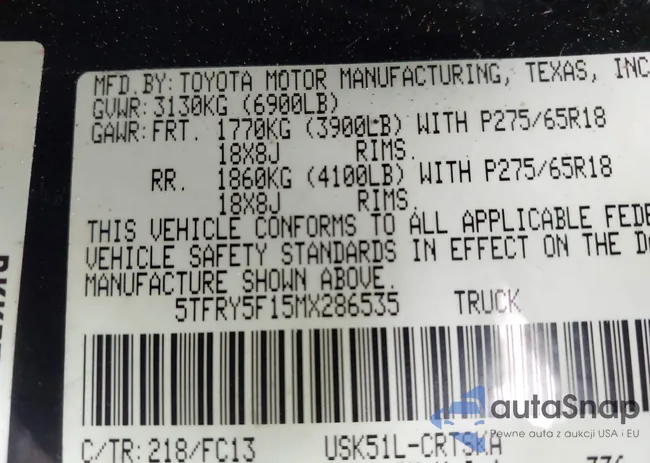 MFD. BY: TOYOTA MOTOR MANUFACTURING, TEXAS, INC
GVWR: 3130KG (6900LB)
GAWR: FRT. 1770KG (3900LB) WITH P275/65R18
18X8J RIMS.
RR. 1860KG (4100LB) WITH P275/65R18
18X8J RIMS.
THIS VEHICLE CONFORMS TO ALL APPLICABLE FEDE
VEHICLE SAFETY STANDARDS IN EFFECT ON THE D
MANUFACTURE SHOWN ABOVE.
5TFRY5F15MX286535 TRUCK
C/TR: 218/FC13 USK51L-CRTSKA
autoSnap
Pewne auta z aukcji USA i EU